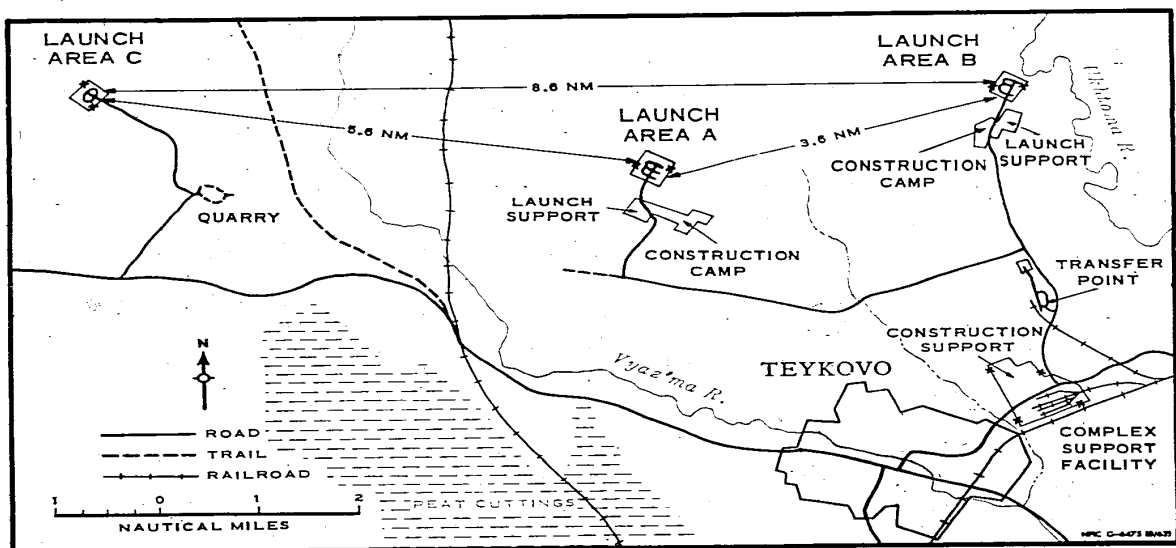 LAUNCH
AREA C
8.6 NM
LAUNCH
AREA B
5.6 NM
LAUNCH
AREA A
3.6 NM
LAUNCH
SUPPORT
CONSTRUCTION
CAMP
QUARRY
LAUNCH
SUPPORT
CONSTRUCTION
CAMP
TRANSFER
POINT
CONSTRUCTION
SUPPORT
N
Vyaz'ma R.
TEYKOVO
ROAD
TRAIL
RAILROAD
COMPLEX
SUPPORT
FACILITY
1 0 1 2
NAUTICAL MILES
PEAT CUTTINGS